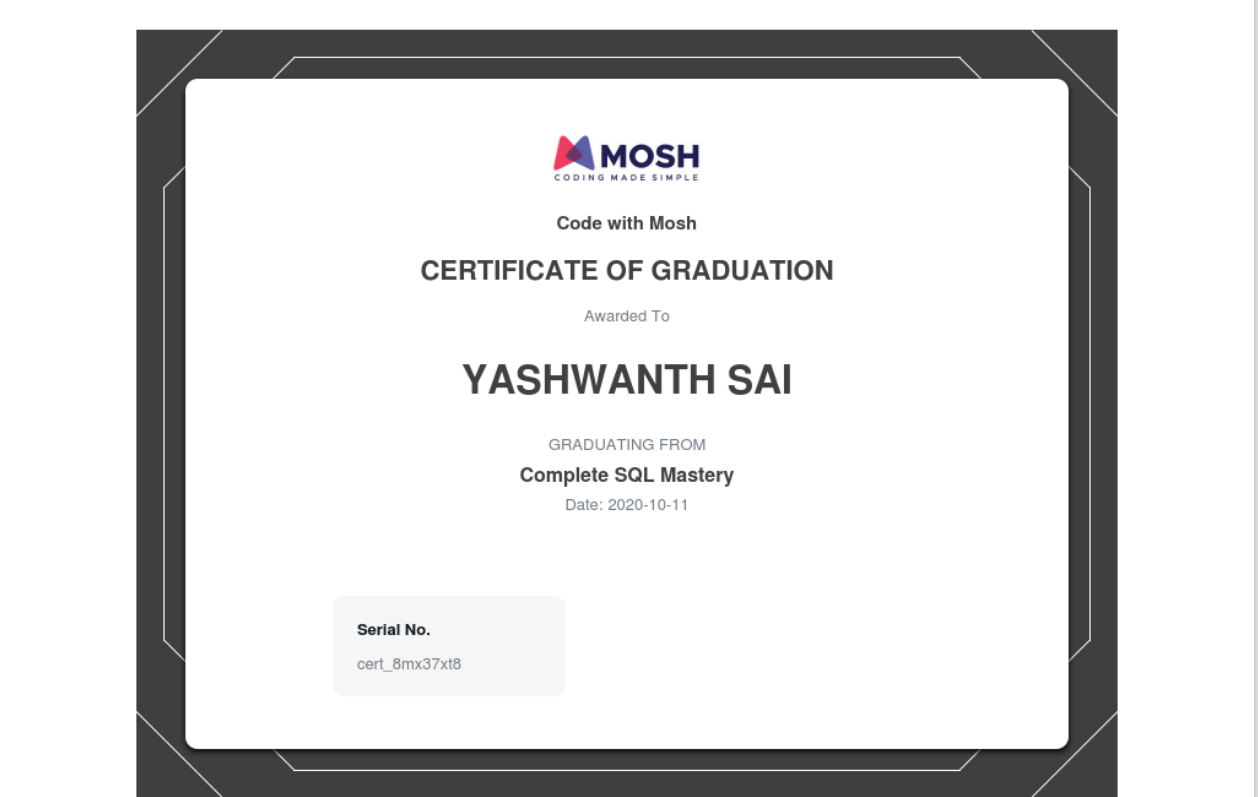 MOSH
CODING MADE SIMPLE
Code with Mosh
CERTIFICATE OF GRADUATION
Awarded To
YASHWANTH SAI
GRADUATING FROM
Complete SQL Mastery
Date: 2020-10-11
Serial No.
cert_8mx37xt8